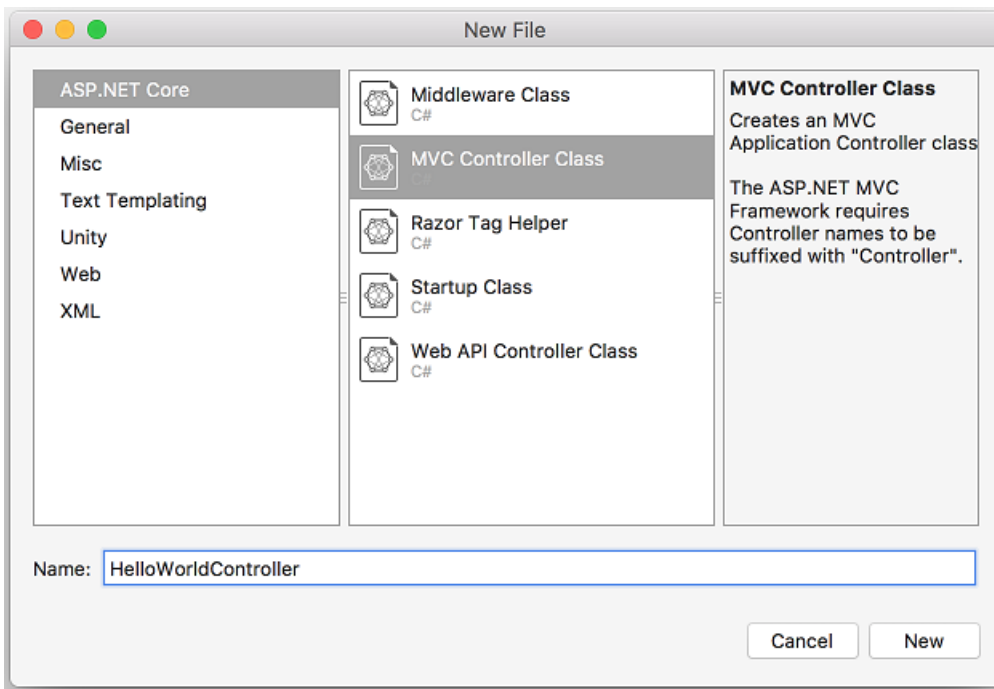 New File
ASP.NET Core
General
Misc
Text Templating
Unity
Web
XML
Middleware Class
C#
MVC Controller Class
C#
Razor Tag Helper
C#
Startup Class
C#
Web API Controller Class
C#
MVC Controller Class
Creates an MVC
Application Controller class
The ASP.NET MVC
Framework requires
Controller names to be
suffixed with "Controller".
Name: HelloWorldController
Cancel
New